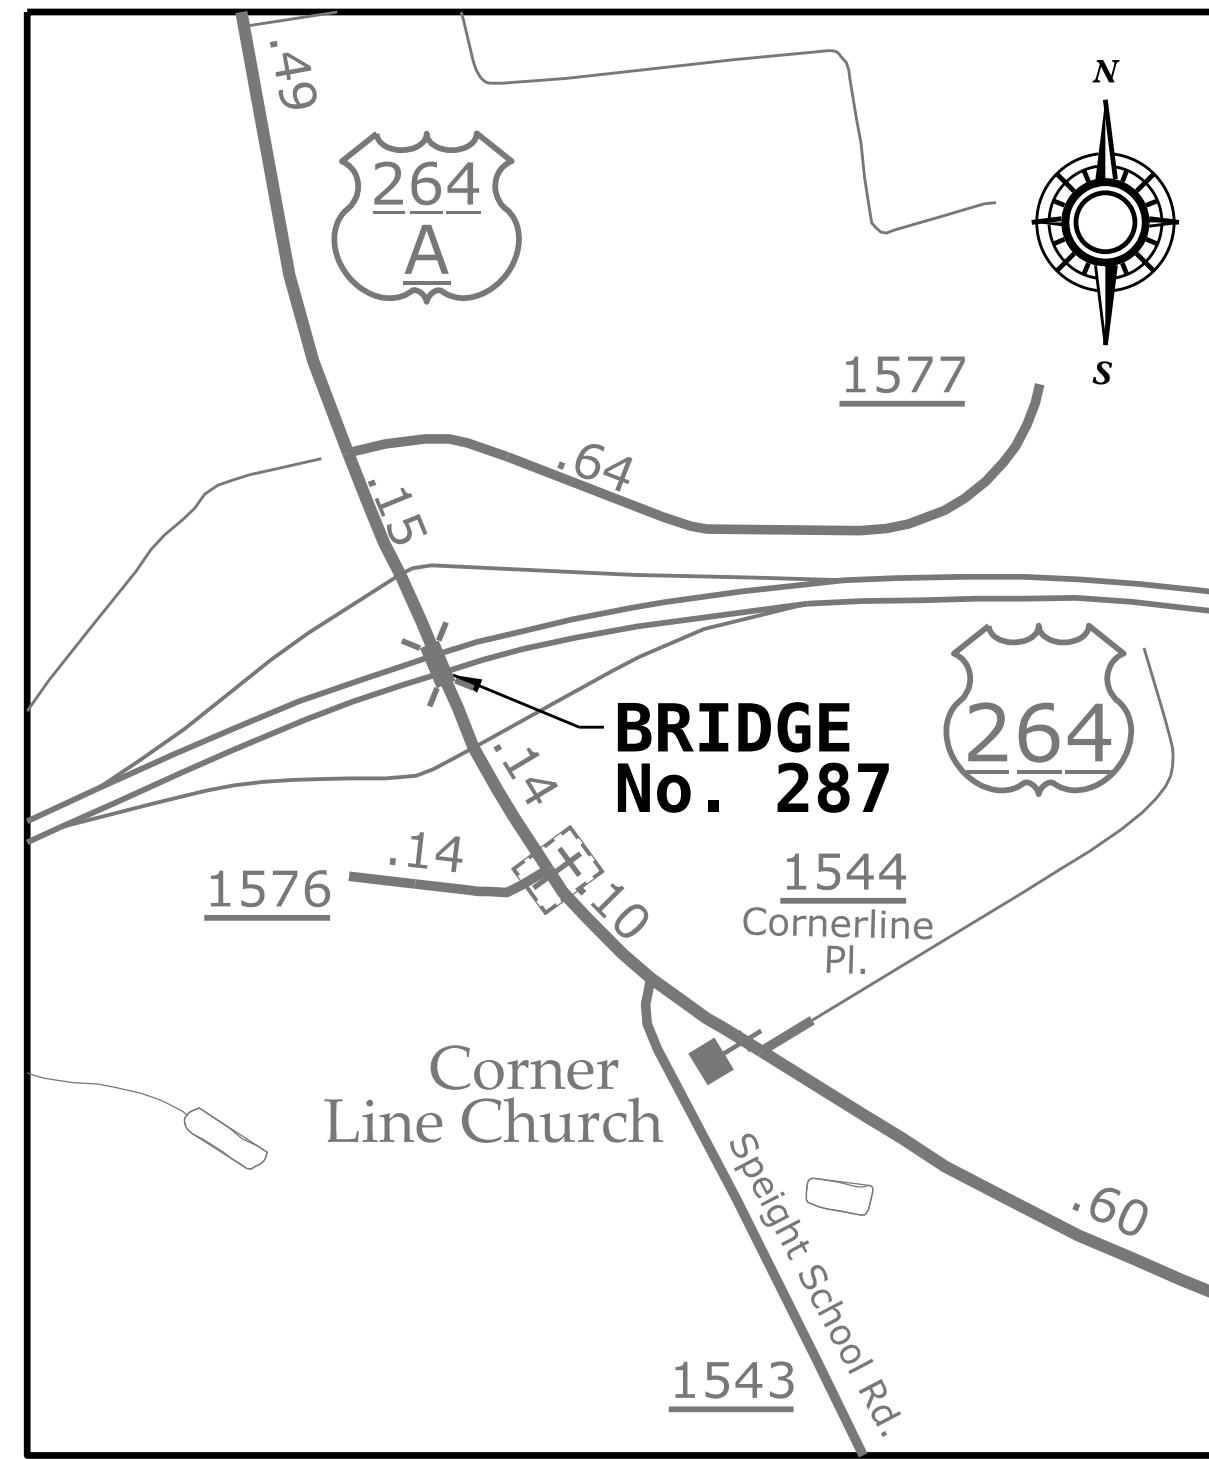 .49
N
264
A
S
1577
.64
.15
264
BRIDGE
No. 287
.14
.14
1576
1544
Cornerline
Pl.
.10
Corner
Line Church
Speight School Rd.
.60
1543